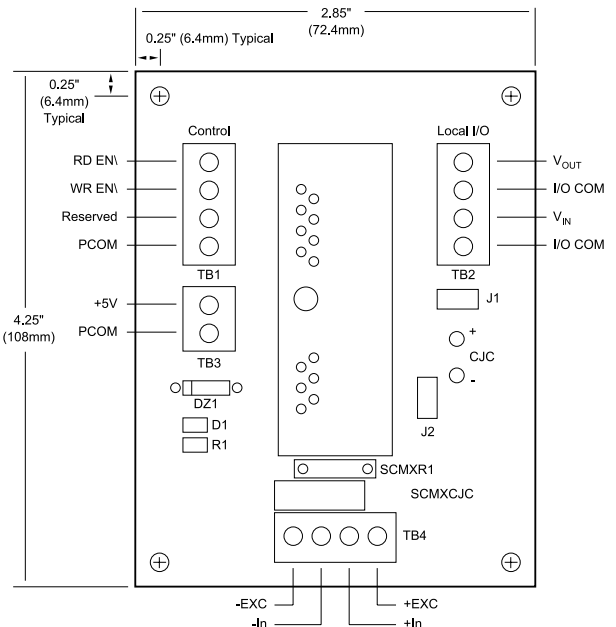 2.85"
(72.4mm)
0.25" (6.4mm) Typical
0.25"
(6.4mm)
Typical
Control
Local I/O
RD EN\
WR EN\
Reserved
PCOM
TB1
VOUT
I/O COM
VIN
I/O COM
TB2
+5V
PCOM
TB3
J1
+
CJC
-
4.25"
(108mm)
DZ1
D1
R1
J2
SCMXR1
SCMXCJC
TB4
-EXC
+EXC
-In
+In